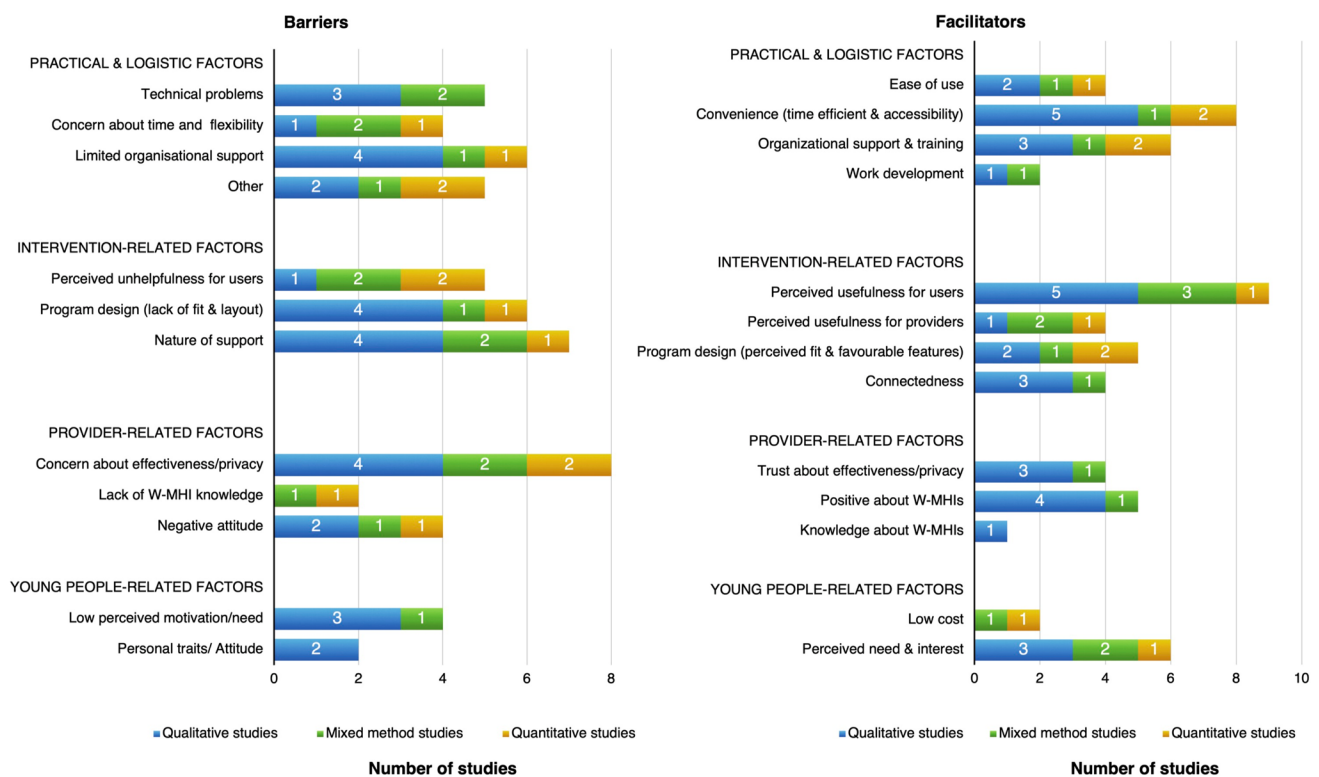 Barriers
PRACTICAL & LOGISTIC FACTORS
Technical problems 3 2
Concern about time and flexibility 1 2 1
Limited organisational support 4 1 1
Other 2 1 2
INTERVENTION-RELATED FACTORS
Perceived unhelpfulness for users 1 2 2
Program design (lack of fit & layout) 4 1 1
Nature of support 4 2 1
PROVIDER-RELATED FACTORS
Concern about effectiveness/privacy 4 2 2
Lack of W-MHI knowledge 1 1
Negative attitude 2 1 1
YOUNG PEOPLE-RELATED FACTORS
Low perceived motivation/need 3 1
Personal traits/ Attitude 2
0 2 4 6 8
Qualitative studies Mixed method studies Quantitative studies
Number of studies
Facilitators
PRACTICAL & LOGISTIC FACTORS
Ease of use 2 1 1
Convenience (time efficient & accessibility) 5 1 2
Organizational support & training 3 1 2
Work development 1 1
INTERVENTION-RELATED FACTORS
Perceived usefulness for users 5 3 1
Perceived usefulness for providers 1 2 1
Program design (perceived fit & favourable features) 2 1 2
Connectedness 3 1
PROVIDER-RELATED FACTORS
Trust about effectiveness/privacy 3 1
Positive about W-MHIs 4 1
Knowledge about W-MHIs 1
YOUNG PEOPLE-RELATED FACTORS
Low cost 1 1
Perceived need & interest 3 2 1
0 2 4 6 8 10
Qualitative studies Mixed method studies Quantitative studies
Number of studies